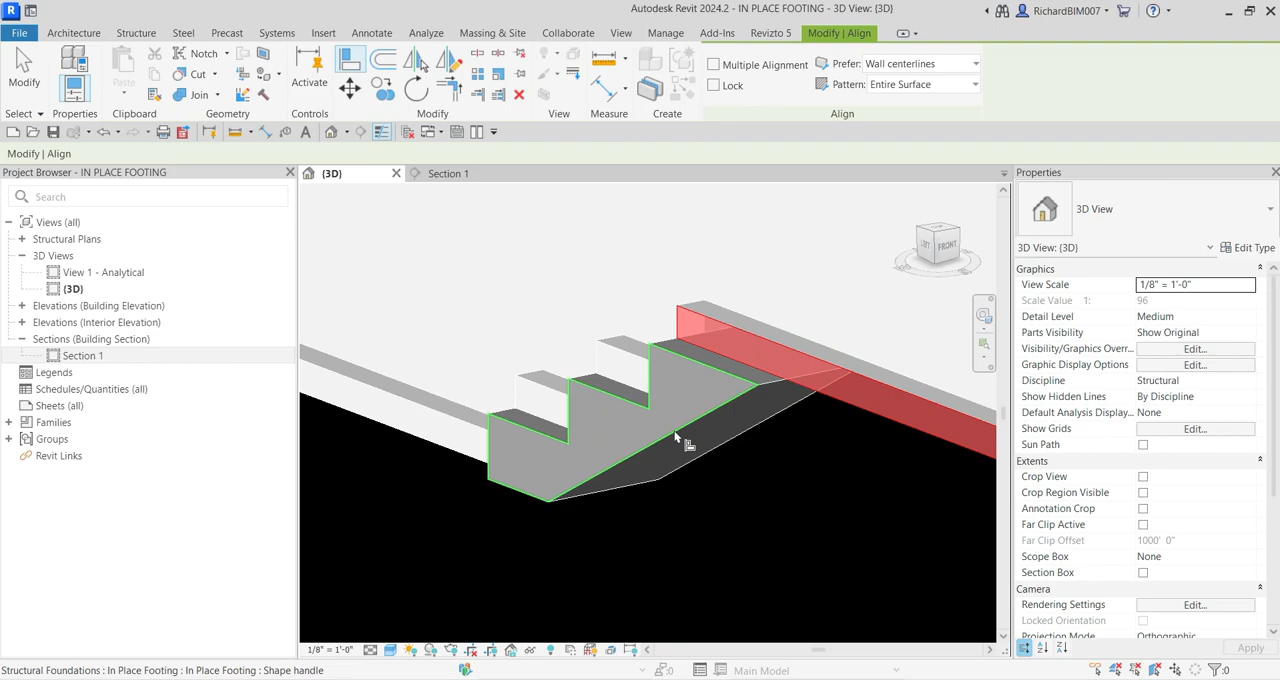 Autodesk Revit 2024.2 - IN PLACE FOOTING - 3D View: {3D}
RichardBIM007
File
Architecture
Structure
Steel
Precast
Systems
Insert
Annotate
Analyze
Massing & Site
Collaborate
View
Manage
Add-Ins
Revizto 5
Modify | Align
Modify
Paste
Notch
Cut
Join
Activate
Multiple Alignment
Prefer: Wall centerlines
Lock
Pattern: Entire Surface
Select
Properties
Clipboard
Geometry
Controls
Modify
View
Measure
Create
Align
Modify | Align
Project Browser - IN PLACE FOOTING
Search
Views (all)
Structural Plans
3D Views
View 1 - Analytical
{3D}
Elevations (Building Elevation)
Elevations (Interior Elevation)
Sections (Building Section)
Section 1
Legends
Schedules/Quantities (all)
Sheets (all)
Families
Groups
Revit Links
{3D}
Section 1
LEFT
FRONT
1/8" = 1'-0"
Properties
3D View
3D View: {3D}
Edit Type
Graphics
View Scale 1/8" = 1'-0"
Scale Value 1: 96
Detail Level Medium
Parts Visibility Show Original
Visibility/Graphics Overr... Edit...
Graphic Display Options Edit...
Discipline Structural
Show Hidden Lines By Discipline
Default Analysis Display... None
Show Grids Edit...
Sun Path
Extents
Crop View
Crop Region Visible
Annotation Crop
Far Clip Active
Far Clip Offset 1000' 0"
Scope Box None
Section Box
Camera
Rendering Settings Edit...
Locked Orientation
Projection Mode Orthographic
Apply
Structural Foundations : In Place Footing : In Place Footing : Shape handle
:0
Main Model
:0